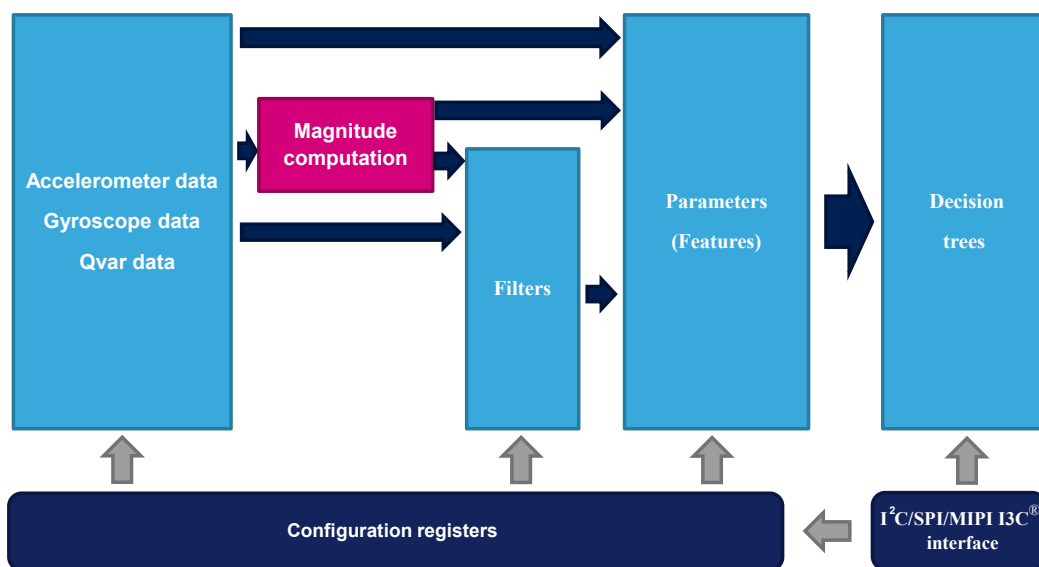 Accelerometer data
Gyroscope data
Qvar data
Magnitude
computation
Filters
Parameters
(Features)
Decision
trees
Configuration registers
I²C/SPI/MIPI I3C®
interface